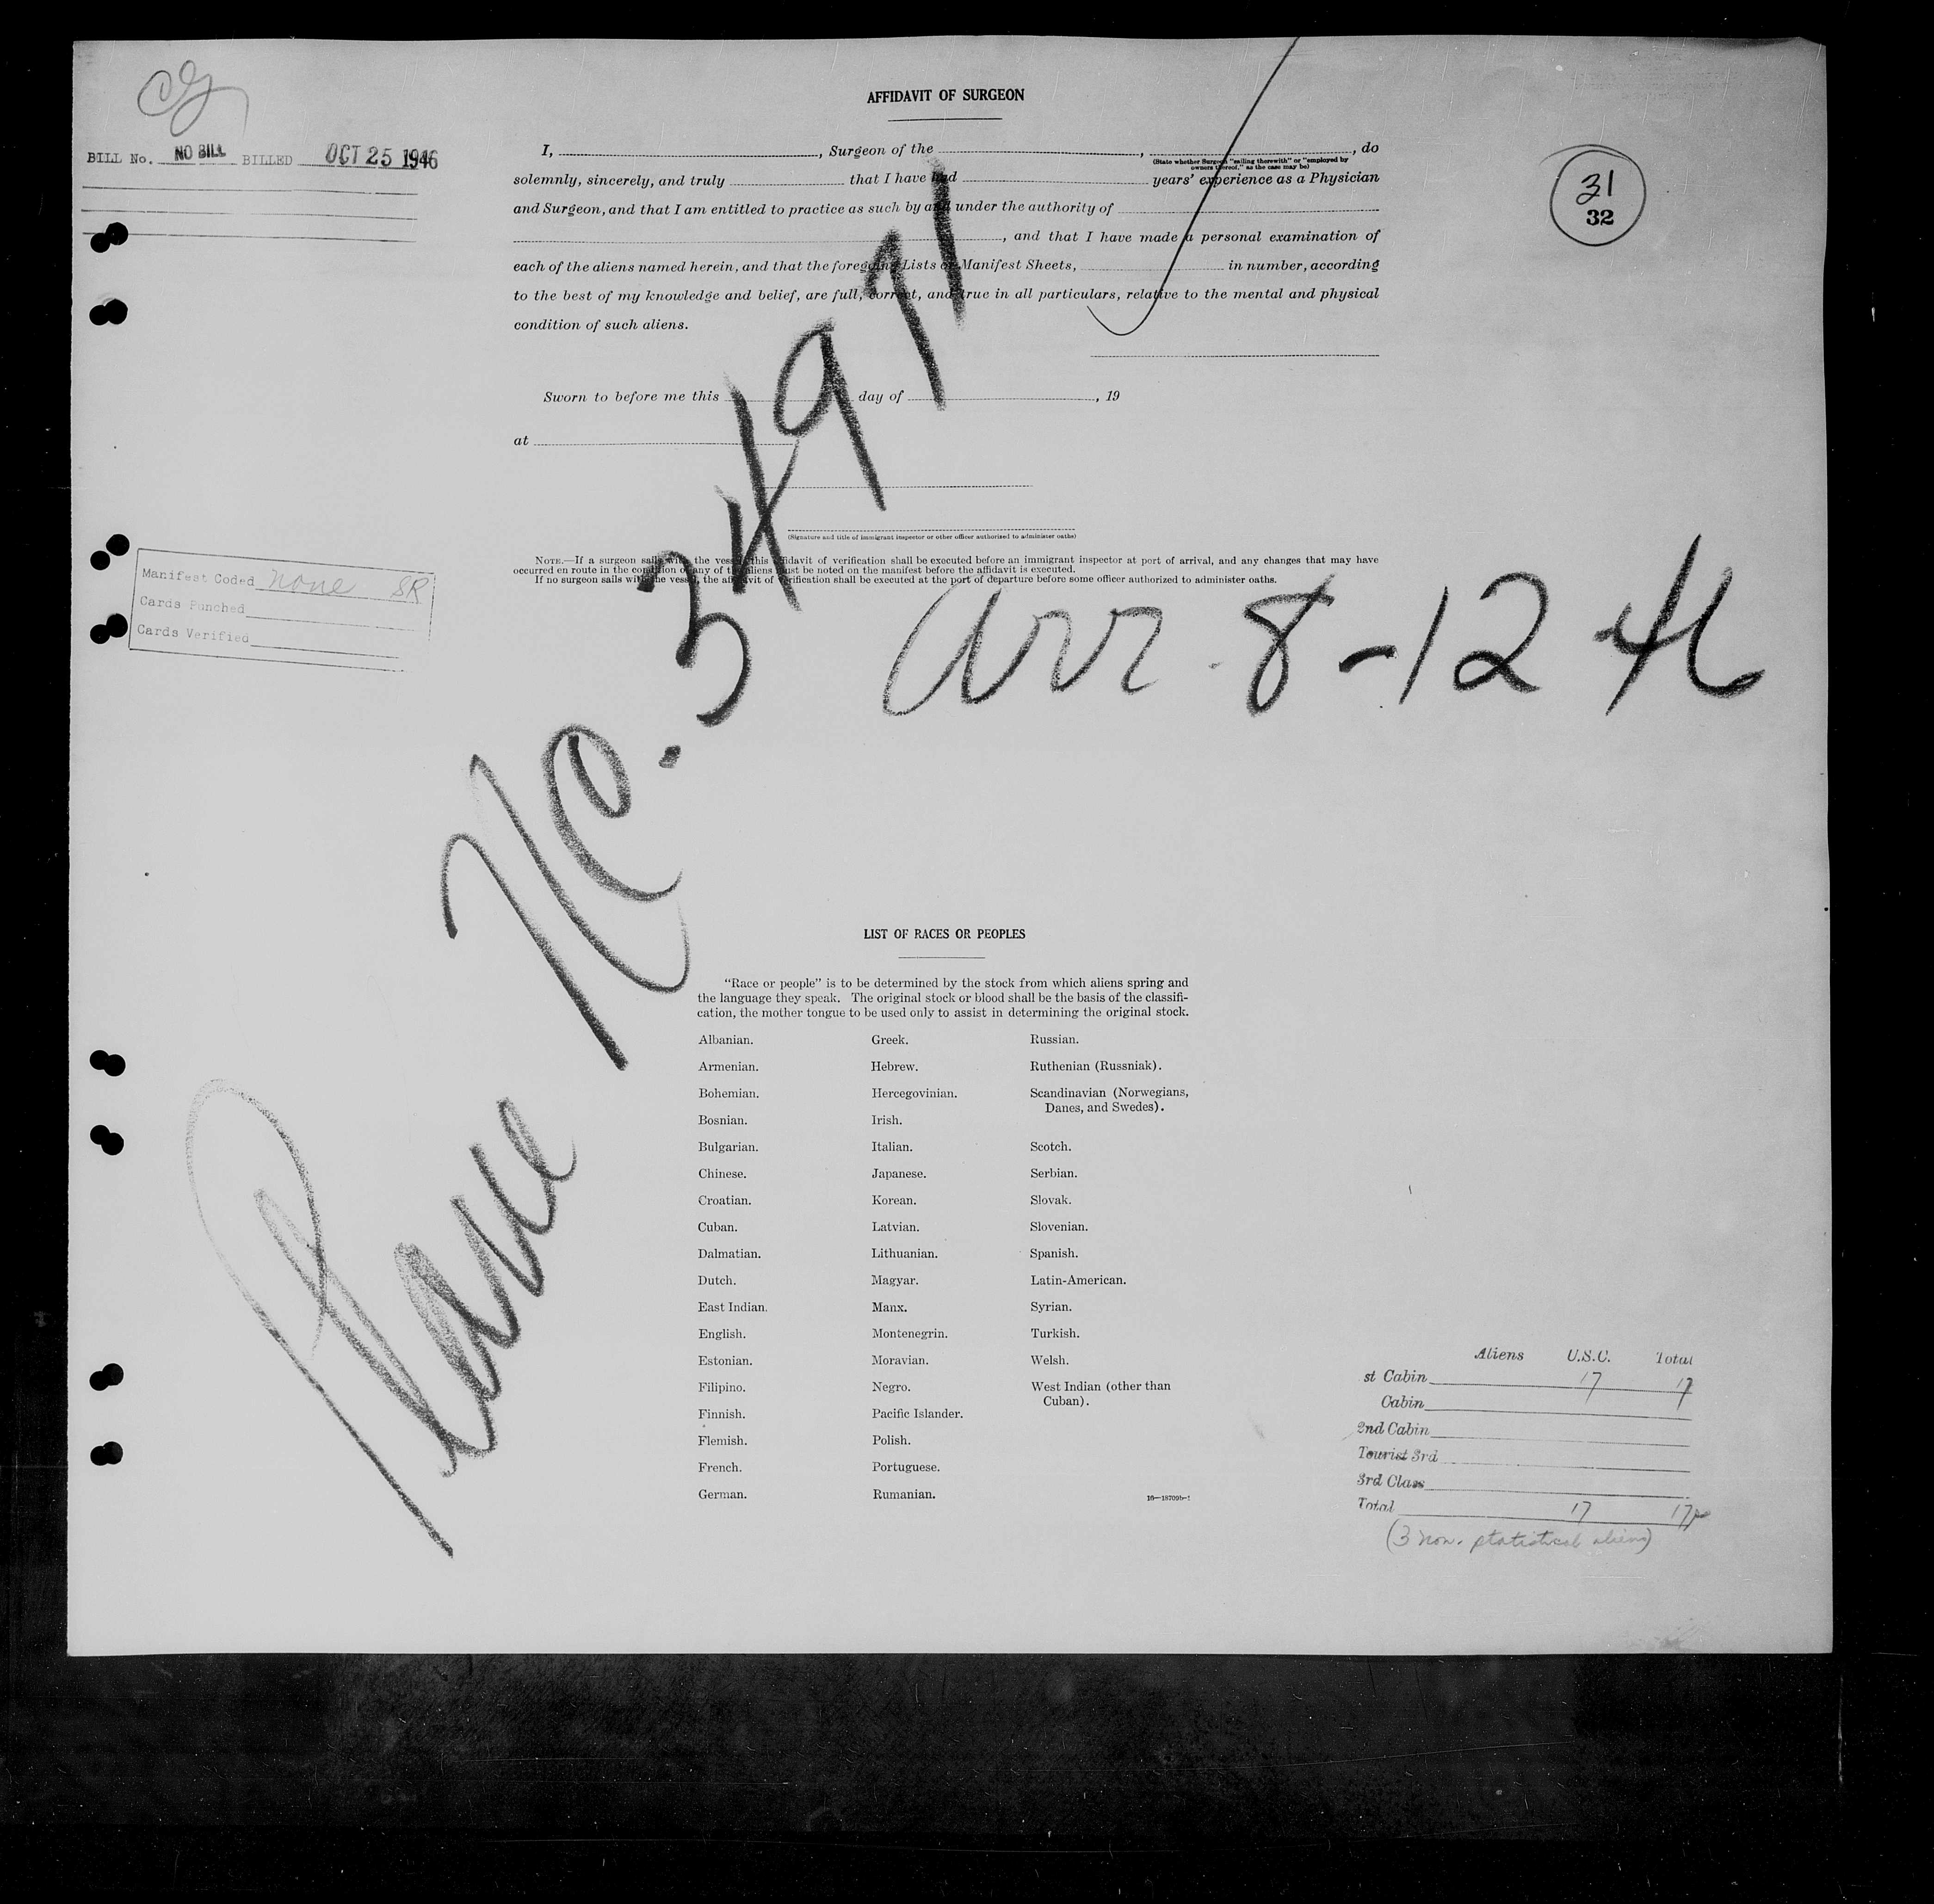 AFFIDAVIT OF SURGEON
BILL No. NO BILL BILLED OCT 25 1946
31
32
I, , Surgeon of the , , do
(State whether Surgeon "sailing therewith" or "employed by
owners thereof," as the case may be)
solemnly, sincerely, and truly that I have had years' experience as a Physician
and Surgeon, and that I am entitled to practice as such by and under the authority of
, and that I have made a personal examination of
each of the aliens named herein, and that the foregoing Lists or Manifest Sheets, in number, according
to the best of my knowledge and belief, are full, correct, and true in all particulars, relative to the mental and physical
condition of such aliens.
Sworn to before me this day of , 19
at
(Signature and title of immigrant inspector or other officer authorized to administer oaths)
NOTE.—If a surgeon sails with the vessel, this affidavit of verification shall be executed before an immigrant inspector at port of arrival, and any changes that may have
occurred en route in the condition of any of the aliens must be noted on the manifest before the affidavit is executed.
If no surgeon sails with the vessel, the affidavit of verification shall be executed at the port of departure before some officer authorized to administer oaths.
Manifest Coded none SR
Cards Punched
Cards Verified
Plane NC-34971
arr. 8-12-46
LIST OF RACES OR PEOPLES
"Race or people" is to be determined by the stock from which aliens spring and
the language they speak. The original stock or blood shall be the basis of the classifi-
cation, the mother tongue to be used only to assist in determining the original stock.
Albanian.
Armenian.
Bohemian.
Bosnian.
Bulgarian.
Chinese.
Croatian.
Cuban.
Dalmatian.
Dutch.
East Indian.
English.
Estonian.
Filipino.
Finnish.
Flemish.
French.
German.
Greek.
Hebrew.
Hercegovinian.
Irish.
Italian.
Japanese.
Korean.
Latvian.
Lithuanian.
Magyar.
Manx.
Montenegrin.
Moravian.
Negro.
Pacific Islander.
Polish.
Portuguese.
Rumanian.
Russian.
Ruthenian (Russniak).
Scandinavian (Norwegians,
Danes, and Swedes).
Scotch.
Serbian.
Slovak.
Slovenian.
Spanish.
Latin-American.
Syrian.
Turkish.
Welsh.
West Indian (other than
Cuban).
16—18709b-1
Aliens U.S.C. Total
st Cabin 17 17
Cabin
2nd Cabin
Tourist 3rd
3rd Class
Total 17 17
(3 non. statistical aliens)